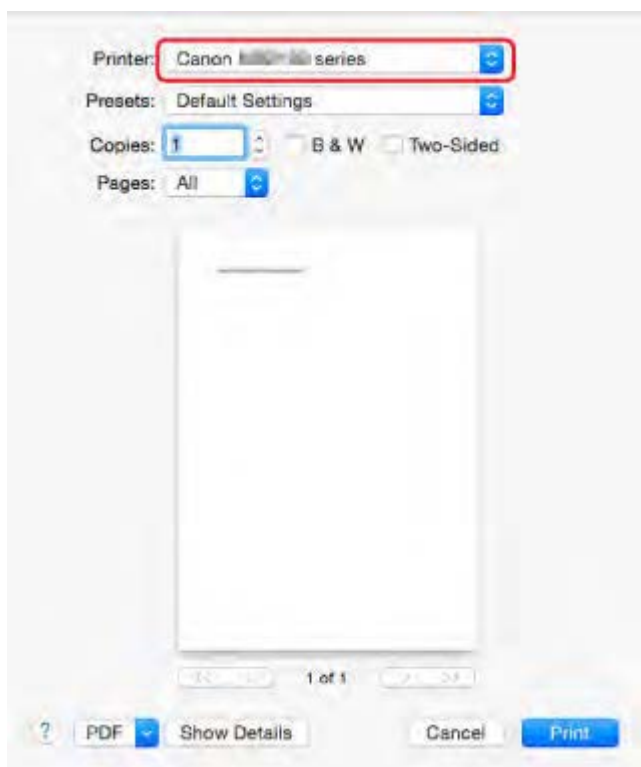 Printer: Canon series
Presets: Default Settings
Copies: 1 B & W Two-Sided
Pages: All
1 of 1
? PDF Show Details Cancel Print